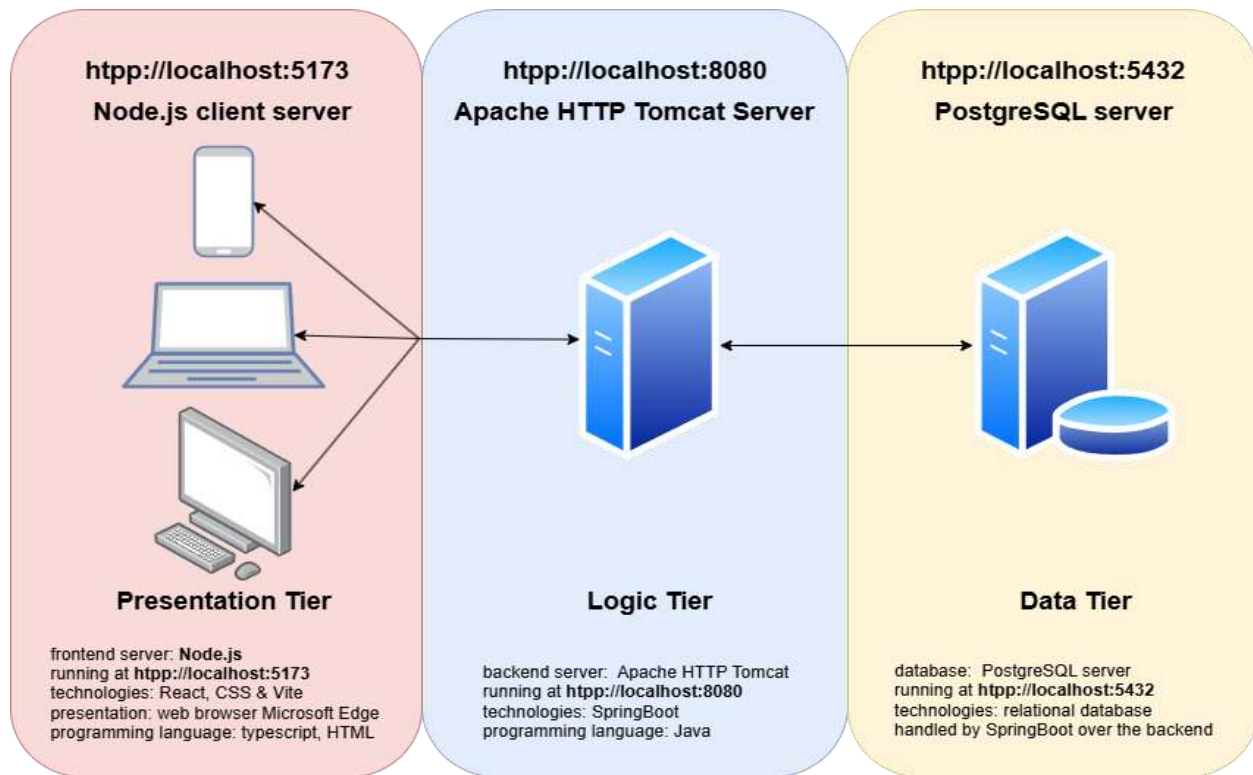 htpp://localhost:5173
Node.js client server
Presentation Tier
frontend server: Node.js
running at htpp://localhost:5173
technologies: React, CSS & Vite
presentation: web browser Microsoft Edge
programming language: typescript, HTML
htpp://localhost:8080
Apache HTTP Tomcat Server
Logic Tier
backend server: Apache HTTP Tomcat
running at htpp://localhost:8080
technologies: SpringBoot
programming language: Java
htpp://localhost:5432
PostgreSQL server
Data Tier
database: PostgreSQL server
running at htpp://localhost:5432
technologies: relational database
handled by SpringBoot over the backend